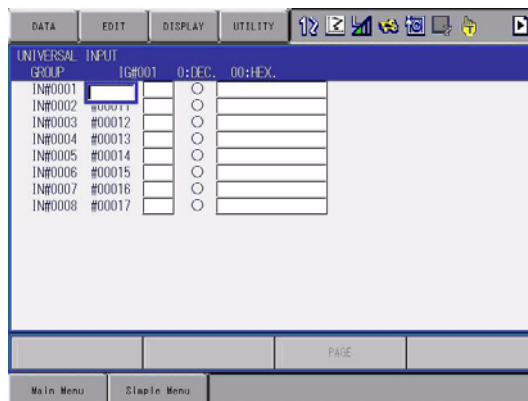 DATA EDIT DISPLAY UTILITY
UNIVERSAL INPUT
GROUP IG#001 0:DEC. 00:HEX.
IN#0001
IN#0002 #00011
IN#0003 #00012
IN#0004 #00013
IN#0005 #00014
IN#0006 #00015
IN#0007 #00016
IN#0008 #00017
PAGE
Main Menu Simple Menu